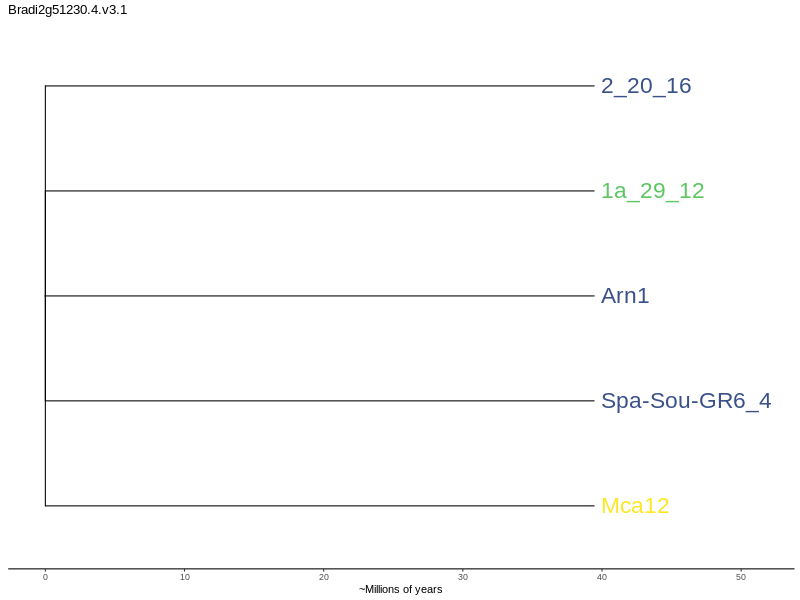 Bradi2g51230.4.v3.1
2_20_16
1a_29_12
Arn1
Spa-Sou-GR6_4
Mca12
0 10 20 30 40 50
~Millions of years